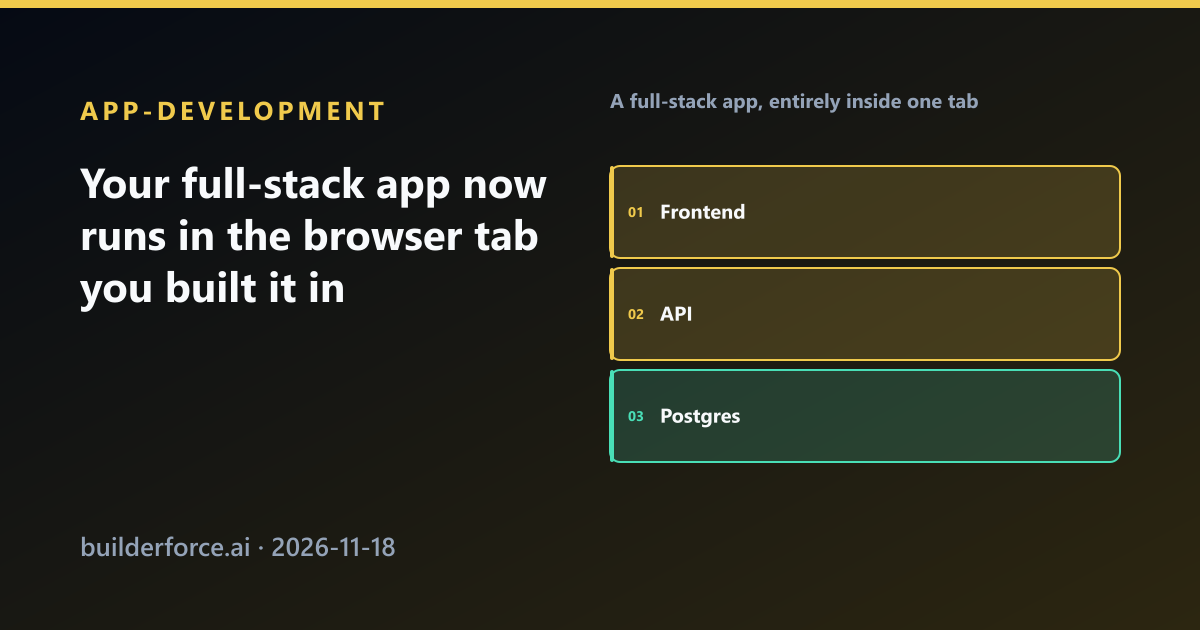 APP-DEVELOPMENT
Your full-stack app now
runs in the browser tab
you built it in
builderforce.ai · 2026-11-18
A full-stack app, entirely inside one tab
01 Frontend
02 API
03 Postgres